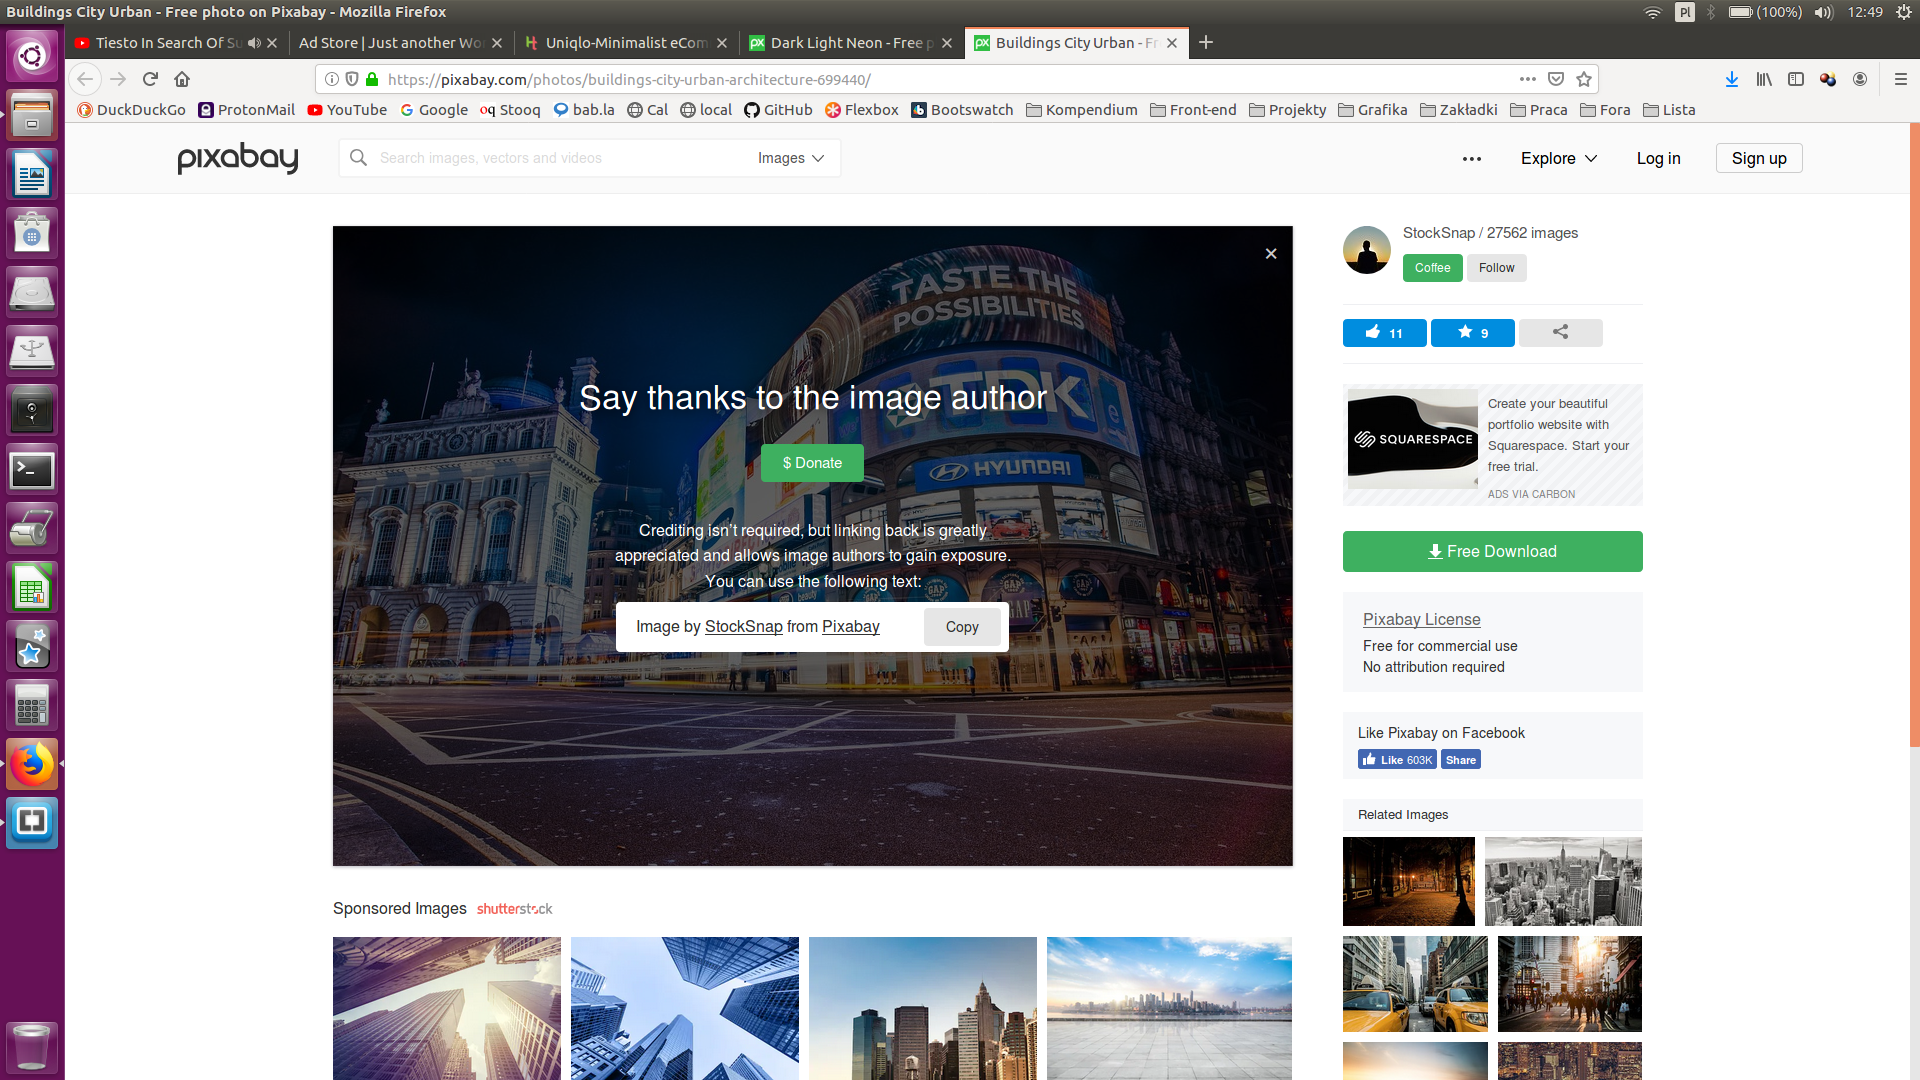 Buildings City Urban - Free photo on Pixabay - Mozilla Firefox
Pl (100%) 12:49
Tiesto In Search Of Su
Ad Store | Just another Wo
Uniqlo-Minimalist eCom
Dark Light Neon - Free p
Buildings City Urban - Fr
https://pixabay.com/photos/buildings-city-urban-architecture-699440/
DuckDuckGo ProtonMail YouTube Google Stooq bab.la Cal local GitHub Flexbox Bootswatch Kompendium Front-end Projekty Grafika Zakładki Praca Fora Lista
pixabay Search images, vectors and videos Images Explore Log in Sign up
TASTE THE
POSSIBILITIES
TDK
HYUNDAI
GAP
GAP
GAP
beauty
Say thanks to the image author
$ Donate
Crediting isn't required, but linking back is greatly
appreciated and allows image authors to gain exposure.
You can use the following text:
Image by StockSnap from Pixabay Copy
StockSnap / 27562 images
Coffee Follow
11 9
SQUARESPACE
Create your beautiful
portfolio website with
Squarespace. Start your
free trial.
ADS VIA CARBON
Free Download
Pixabay License
Free for commercial use
No attribution required
Like Pixabay on Facebook
Like 603K Share
Related Images
Sponsored Images shutterstock